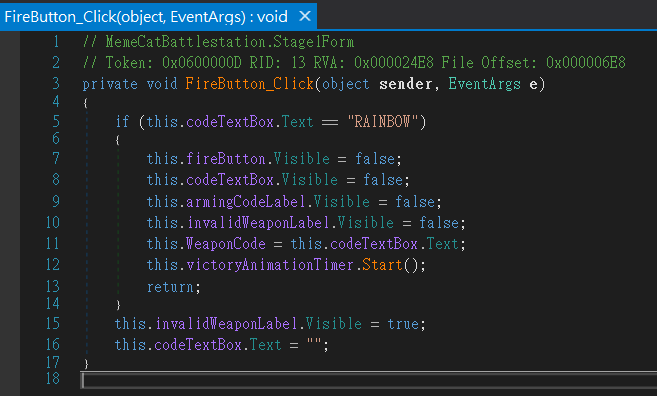 FireButton_Click(object, EventArgs) : void ✕
1 // MemeCatBattlestation.Stage1Form
2 // Token: 0x0600000D RID: 13 RVA: 0x000024E8 File Offset: 0x000006E8
3 private void FireButton_Click(object sender, EventArgs e)
4 {
5 if (this.codeTextBox.Text == "RAINBOW")
6 {
7 this.fireButton.Visible = false;
8 this.codeTextBox.Visible = false;
9 this.armingCodeLabel.Visible = false;
10 this.invalidWeaponLabel.Visible = false;
11 this.WeaponCode = this.codeTextBox.Text;
12 this.victoryAnimationTimer.Start();
13 return;
14 }
15 this.invalidWeaponLabel.Visible = true;
16 this.codeTextBox.Text = "";
17 }
18